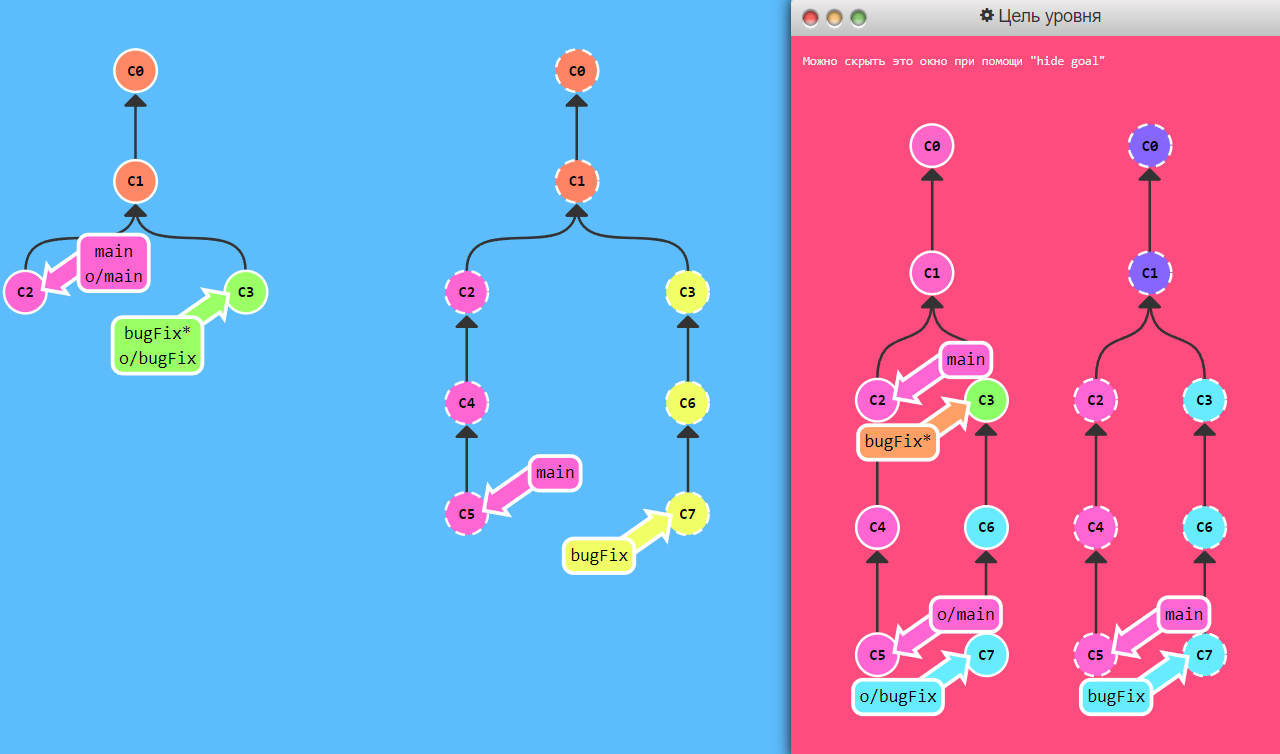 C0
C1
main
o/main
C2
C3
bugFix*
o/bugFix
C0
C1
C2
C3
C4
C6
main
C5
C7
bugFix
Цель уровня
Можно скрыть это окно при помощи "hide goal"
C0
C1
main
C2
C3
bugFix*
C4
C6
o/main
C5
C7
o/bugFix
C0
C1
C2
C3
C4
C6
main
C5
C7
bugFix